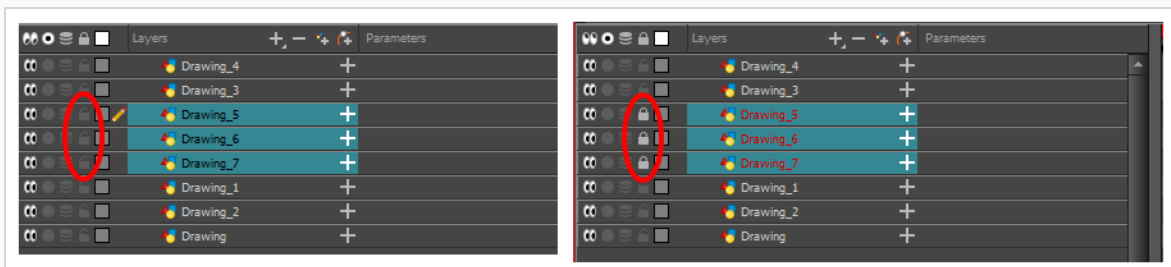 Layers Parameters
Drawing_4
Drawing_3
Drawing_5
Drawing_6
Drawing_7
Drawing_1
Drawing_2
Drawing
Layers Parameters
Drawing_4
Drawing_3
Drawing_5
Drawing_6
Drawing_7
Drawing_1
Drawing_2
Drawing